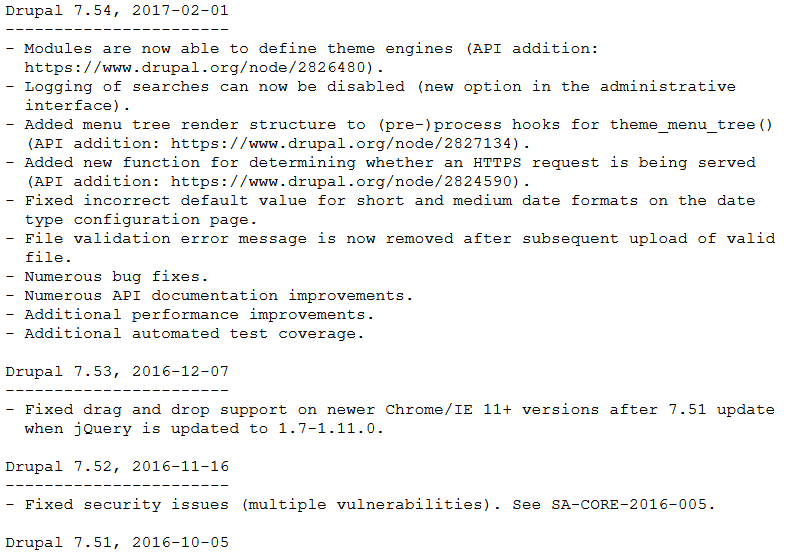 Drupal 7.54, 2017-02-01
-----------------------
- Modules are now able to define theme engines (API addition:
  https://www.drupal.org/node/2826480).
- Logging of searches can now be disabled (new option in the administrative
  interface).
- Added menu tree render structure to (pre-)process hooks for theme_menu_tree()
  (API addition: https://www.drupal.org/node/2827134).
- Added new function for determining whether an HTTPS request is being served
  (API addition: https://www.drupal.org/node/2824590).
- Fixed incorrect default value for short and medium date formats on the date
  type configuration page.
- File validation error message is now removed after subsequent upload of valid
  file.
- Numerous bug fixes.
- Numerous API documentation improvements.
- Additional performance improvements.
- Additional automated test coverage.

Drupal 7.53, 2016-12-07
-----------------------
- Fixed drag and drop support on newer Chrome/IE 11+ versions after 7.51 update
  when jQuery is updated to 1.7-1.11.0.

Drupal 7.52, 2016-11-16
-----------------------
- Fixed security issues (multiple vulnerabilities). See SA-CORE-2016-005.

Drupal 7.51, 2016-10-05